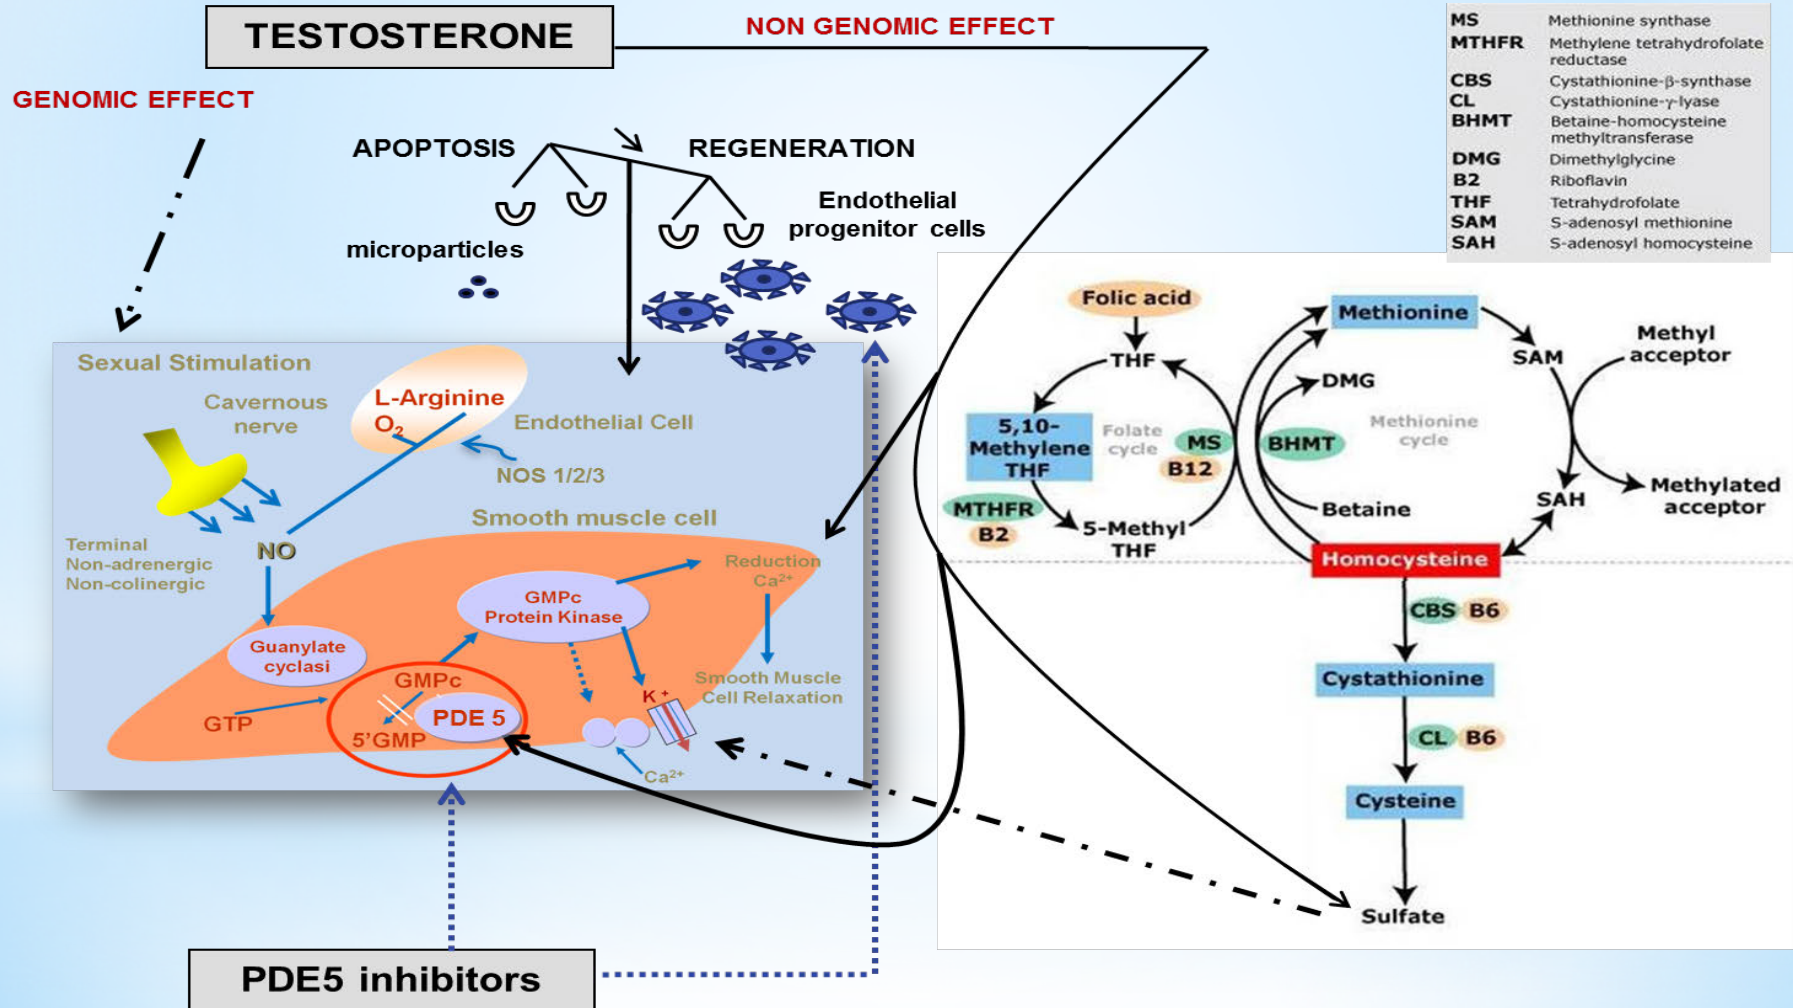 TESTOSTERONE
NON GENOMIC EFFECT
GENOMIC EFFECT
MS Methionine synthase
MTHFR Methylene tetrahydrofolate
reductase
CBS Cystathionine-β-synthase
CL Cystathionine-γ-lyase
BHMT Betaine-homocysteine
methyltransferase
DMG Dimethylglycine
B2 Riboflavin
THF Tetrahydrofolate
SAM S-adenosyl methionine
SAH S-adenosyl homocysteine
APOPTOSIS
REGENERATION
Endothelial
progenitor cells
microparticles
Sexual Stimulation
Cavernous
nerve
L-Arginine
O2
Endothelial Cell
NOS 1/2/3
Smooth muscle cell
Terminal
Non-adrenergic
Non-colinergic
NO
Reduction
Ca2+
GMPc
Protein Kinase
Guanylate
cyclasi
GMPc
PDE 5
GTP
5'GMP
K +
Smooth Muscle
Cell Relaxation
Ca2+
PDE5 inhibitors
Folic acid
THF
5,10-
Methylene
THF
Folate
cycle
MS
B12
MTHFR
B2
5-Methyl
THF
Methionine
DMG
BHMT
Methionine
cycle
Betaine
SAM
Methyl
acceptor
SAH
Methylated
acceptor
Homocysteine
CBS B6
Cystathionine
CL B6
Cysteine
Sulfate